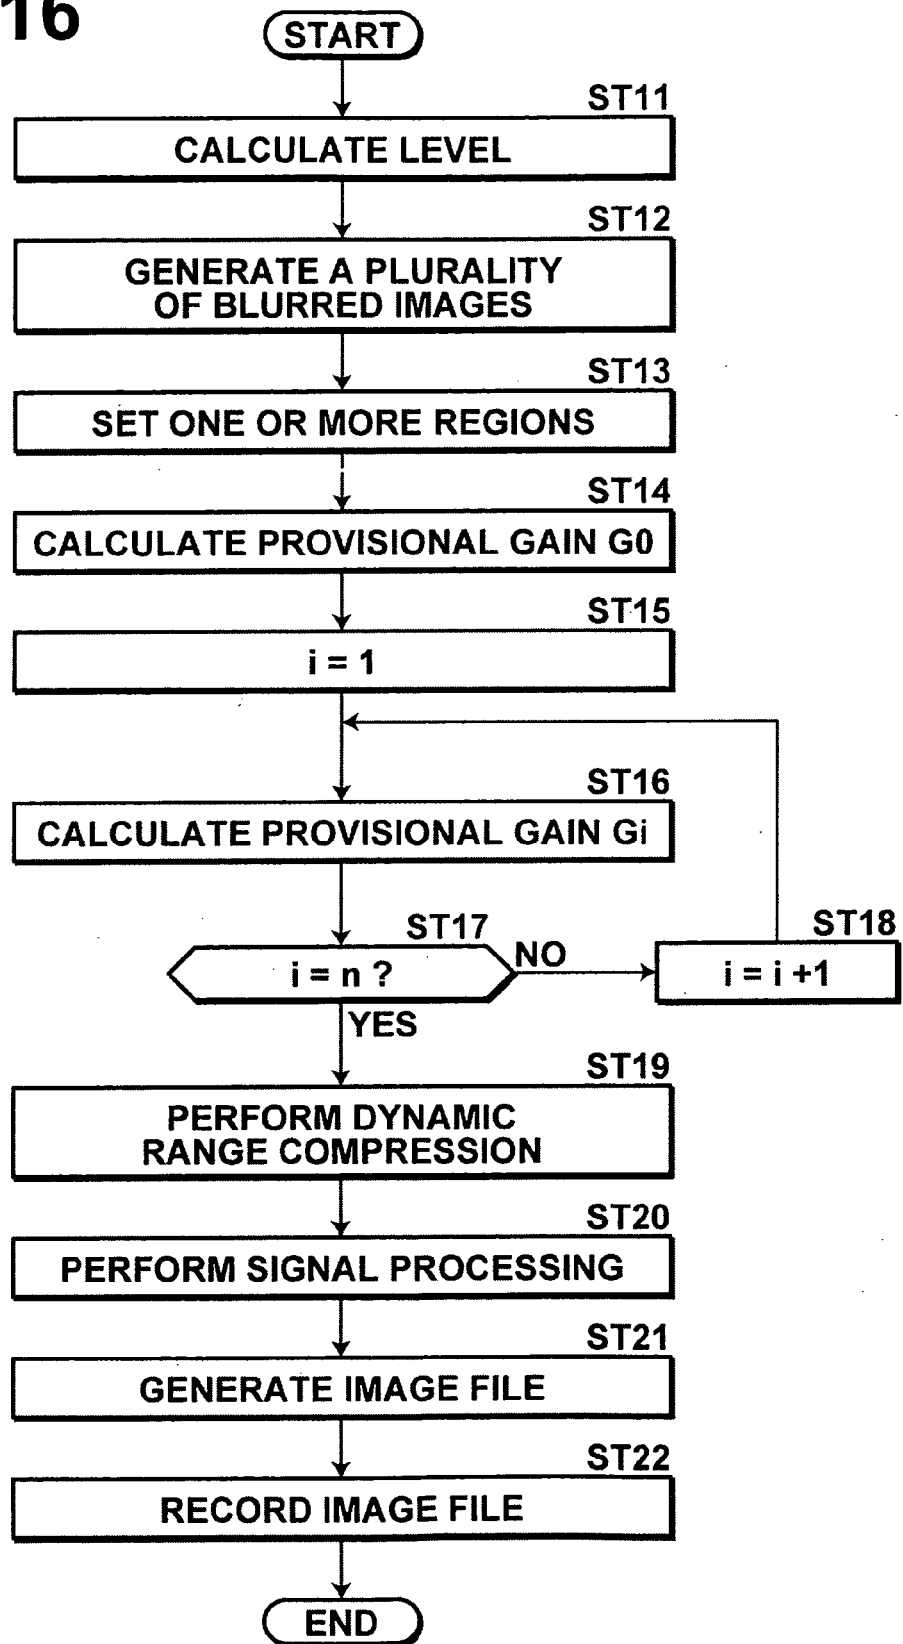 16
START
ST11
CALCULATE LEVEL
ST12
GENERATE A PLURALITY
OF BLURRED IMAGES
ST13
SET ONE OR MORE REGIONS
ST14
CALCULATE PROVISIONAL GAIN G0
ST15
i = 1
ST16
CALCULATE PROVISIONAL GAIN Gi
ST17
i = n ?
NO
ST18
i = i +1
YES
ST19
PERFORM DYNAMIC
RANGE COMPRESSION
ST20
PERFORM SIGNAL PROCESSING
ST21
GENERATE IMAGE FILE
ST22
RECORD IMAGE FILE
END